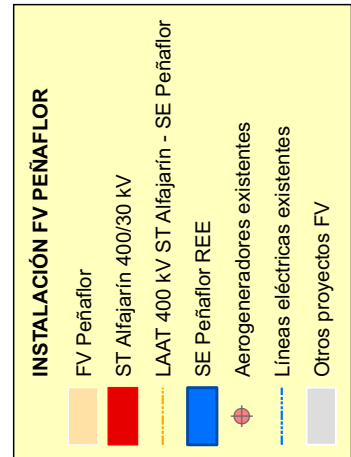 INSTALACIÓN FV PEÑAFLOR
FV Peñaflor
ST Alfajarín 400/30 kV
LAAT 400 kV ST Alfajarín - SE Peñaflor
SE Peñaflor REE
Aerogeneradores existentes
Líneas eléctricas existentes
Otros proyectos FV